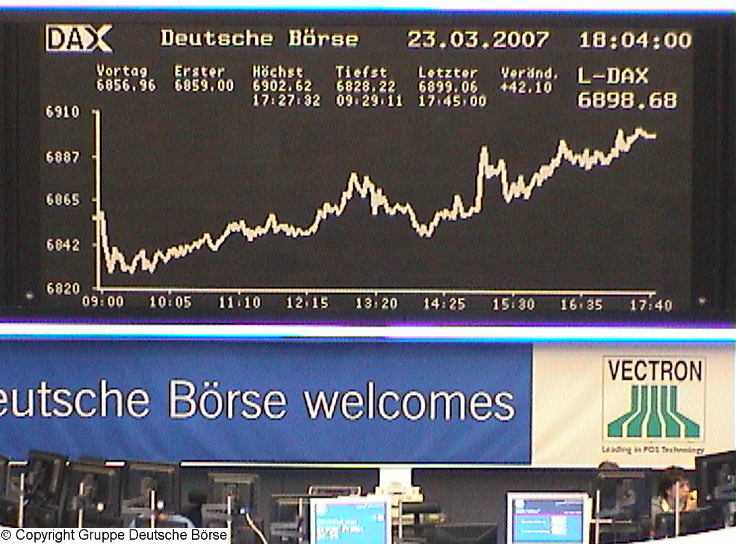 DAX Deutsche Börse 23.03.2007 18:04:00
Vortag Erster Höchst Tiefst Letzter Veränd. L-DAX
6856.96 6859.00 6902.62 6828.22 6899.06 +42.10 6898.68
17:27:32 09:29:11 17:45:00
6910
6887
6865
6842
6820
09:00 10:05 11:10 12:15 13:20 14:25 15:30 16:35 17:40
eutsche Börse welcomes
VECTRON
Leading in POS Technology
© Copyright Gruppe Deutsche Börse